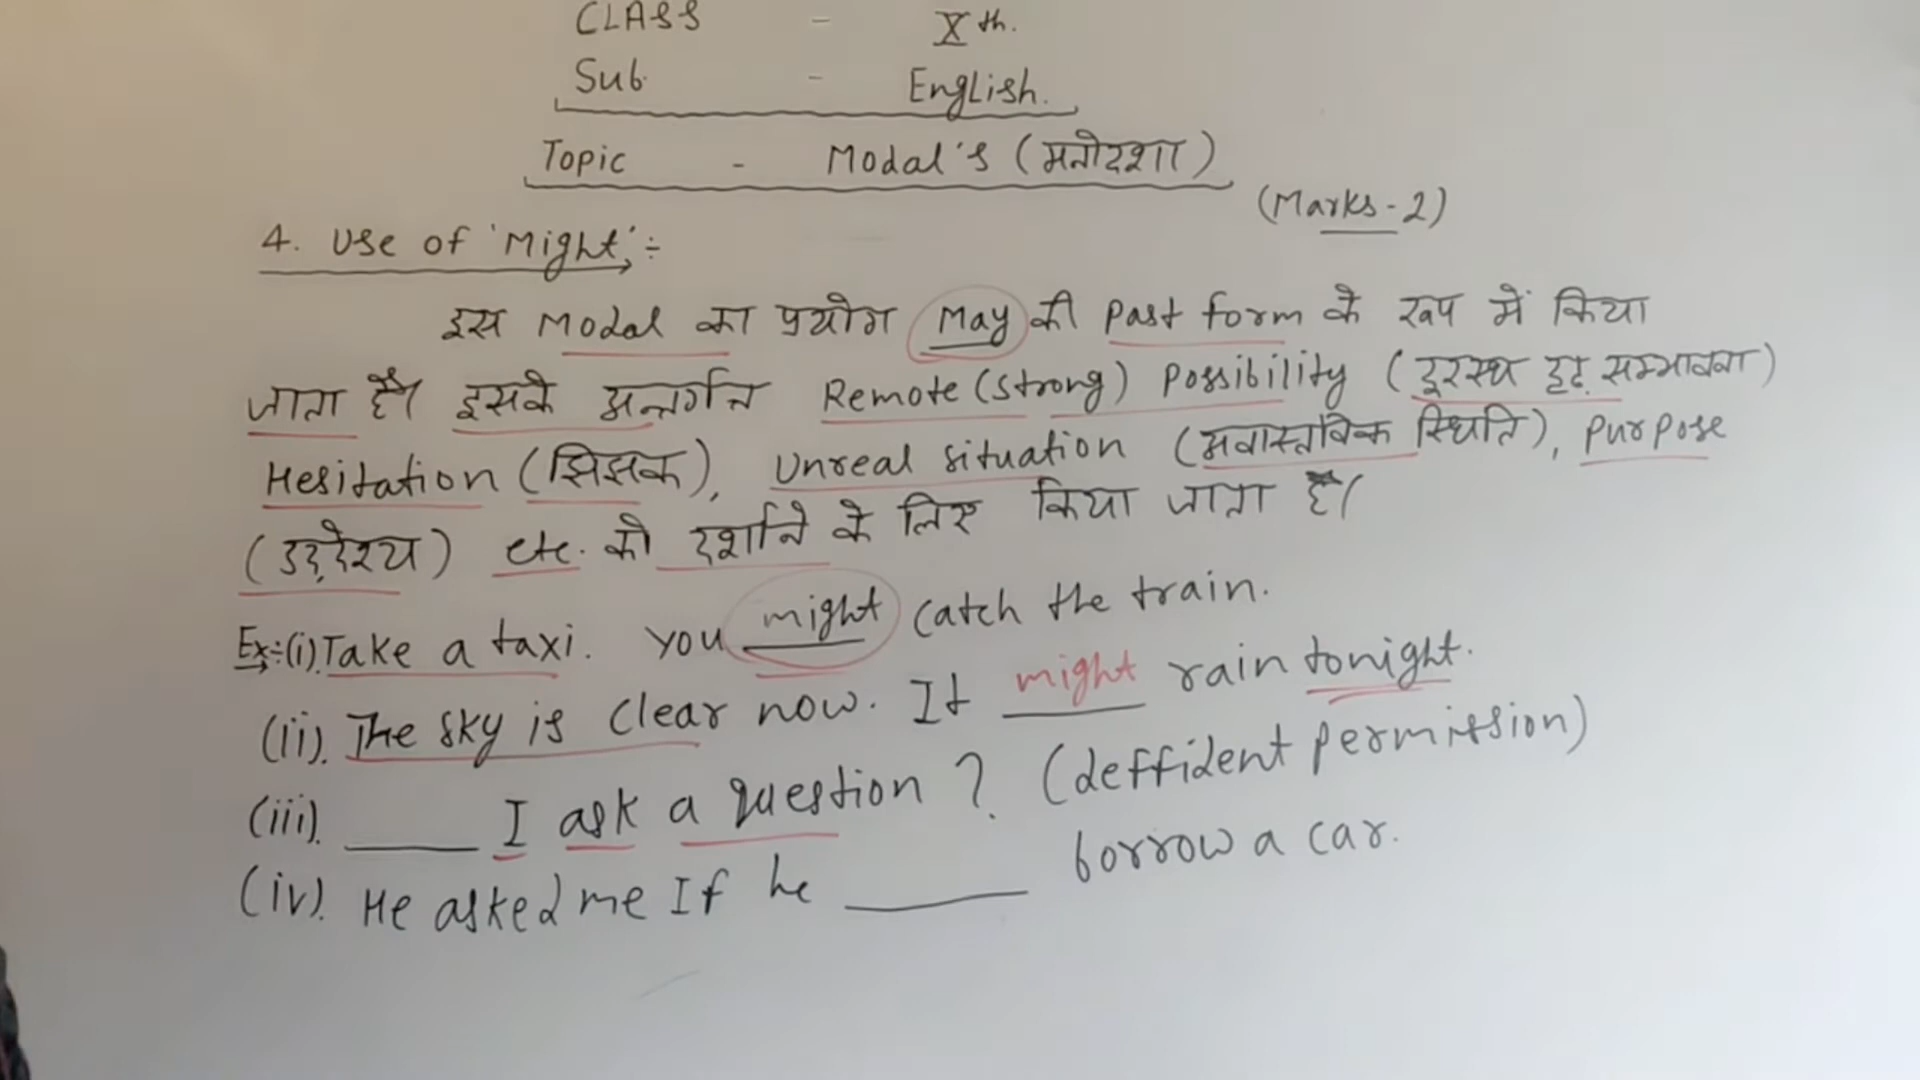 CLASS - Xth.
Sub. - English.
Topic - Modal's (मनोदशा)
(Marks-2)
4. Use of 'Might';÷
इस Modal का प्रयोग May की Past form के रूप में किया
जाता है। इसके अन्तर्गत Remote (strong) Possibility (दूरस्थ दृढ़ सम्भावना)
Hesitation (झिझक), Unreal situation (अवास्तविक स्थिति), Purpose
(उद्देश्य) etc. को दर्शाने के लिए किया जाता है।
Ex÷(i). Take a taxi. You might catch the train.
(ii). The sky is clear now. It might rain tonight.
(iii). ____ I ask a question ? (deffident permission)
(iv). He asked me If he ____ borrow a car.